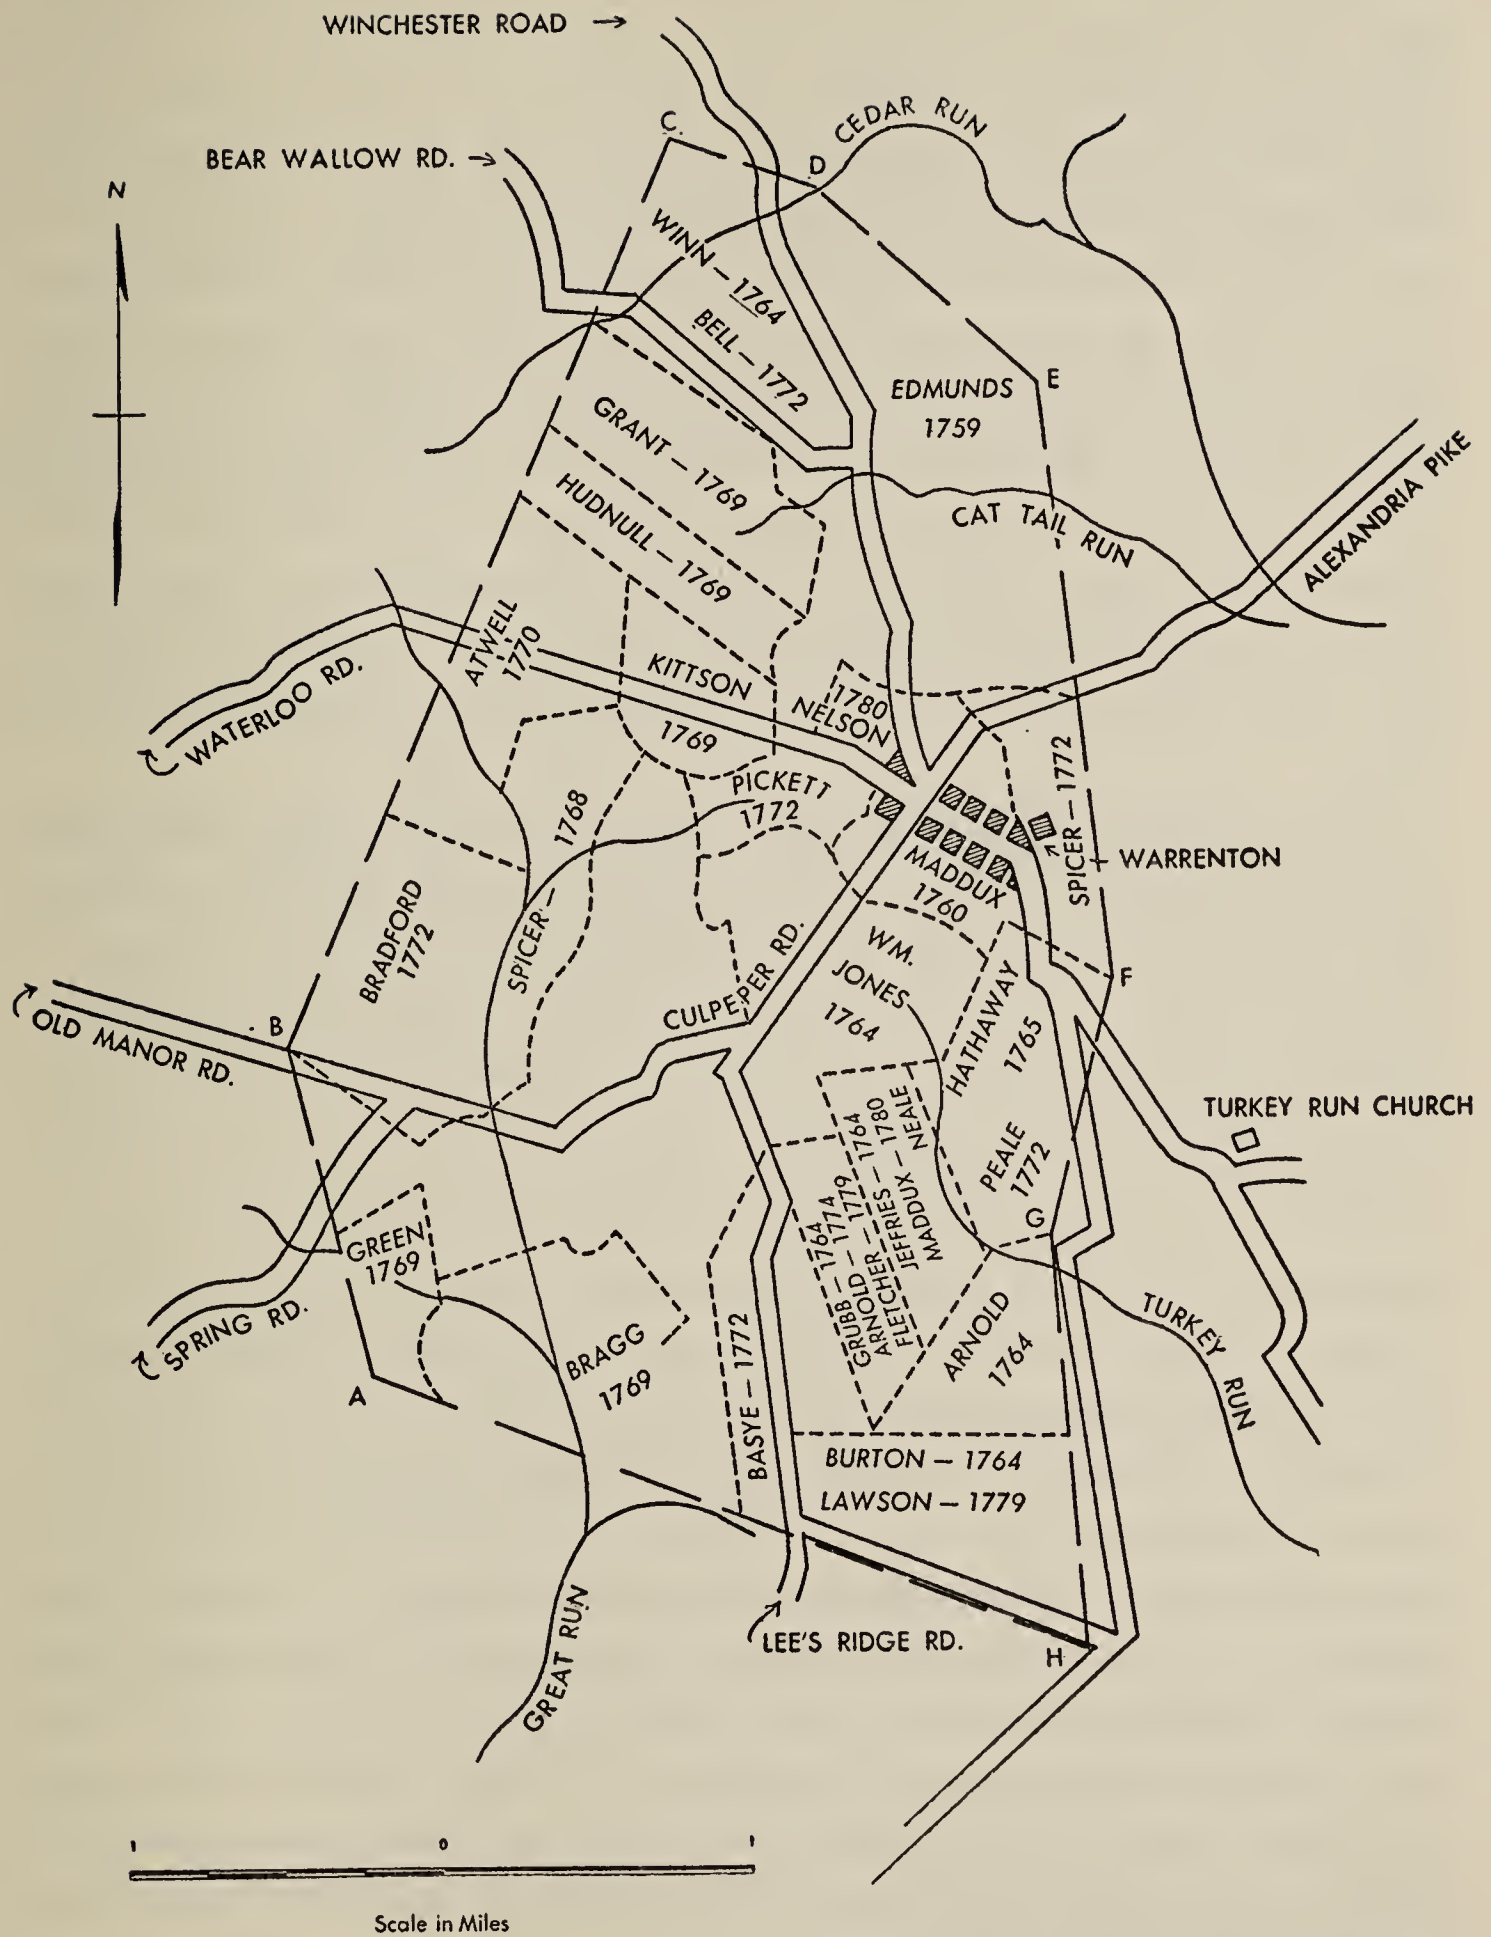 WINCHESTER ROAD
BEAR WALLOW RD.
N
C.
D
CEDAR RUN
WINN — 1764
BELL — 1772
EDMUNDS
1759
E
GRANT — 1769
HUDNULL — 1769
CAT TAIL RUN
ALEXANDRIA PIKE
ATWELL
1770
WATERLOO RD.
KITTSON
1769
1780
NELSON
PICKETT
1772
SPICER — 1772
WARRENTON
MADDUX
1760
SPICER — 1768
BRADFORD
1772
WM.
JONES
1764
CULPEPER RD.
F
HATHAWAY
1765
OLD MANOR RD.
B
TURKEY RUN CHURCH
PEALE
1772
G
GRUBB — 1764
ARNOLD — 1774
FLETCHER — 1779
JEFFRIES — 1764
MADDUX — 1780
NEALE
GREEN
1769
SPRING RD.
A
BRAGG
1769
BASYE — 1772
ARNOLD
1764
TURKEY RUN
BURTON — 1764
LAWSON — 1779
GREAT RUN
LEE'S RIDGE RD.
H
1 0 1
Scale in Miles